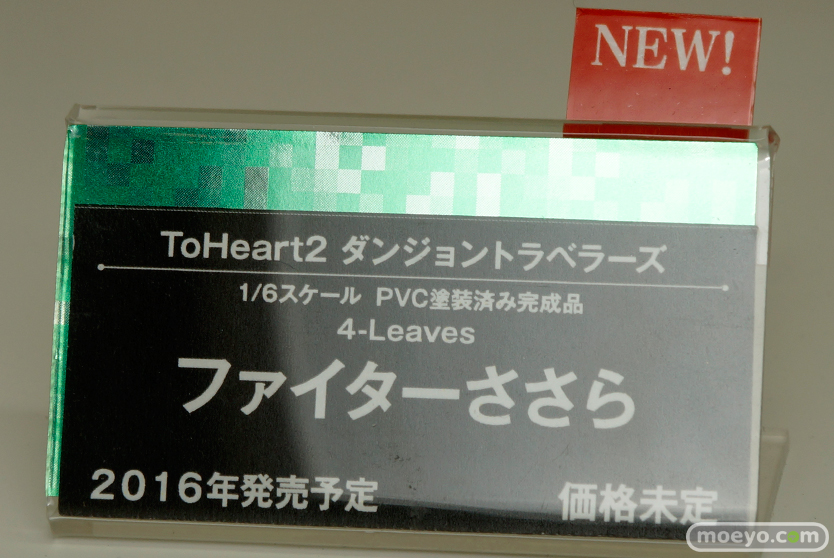 NEW!
ToHeart2 ダンジョントラベラーズ
1/6スケール PVC塗装済み完成品
4-Leaves
ファイターささら
2016年発売予定 価格未定
moeyo.com